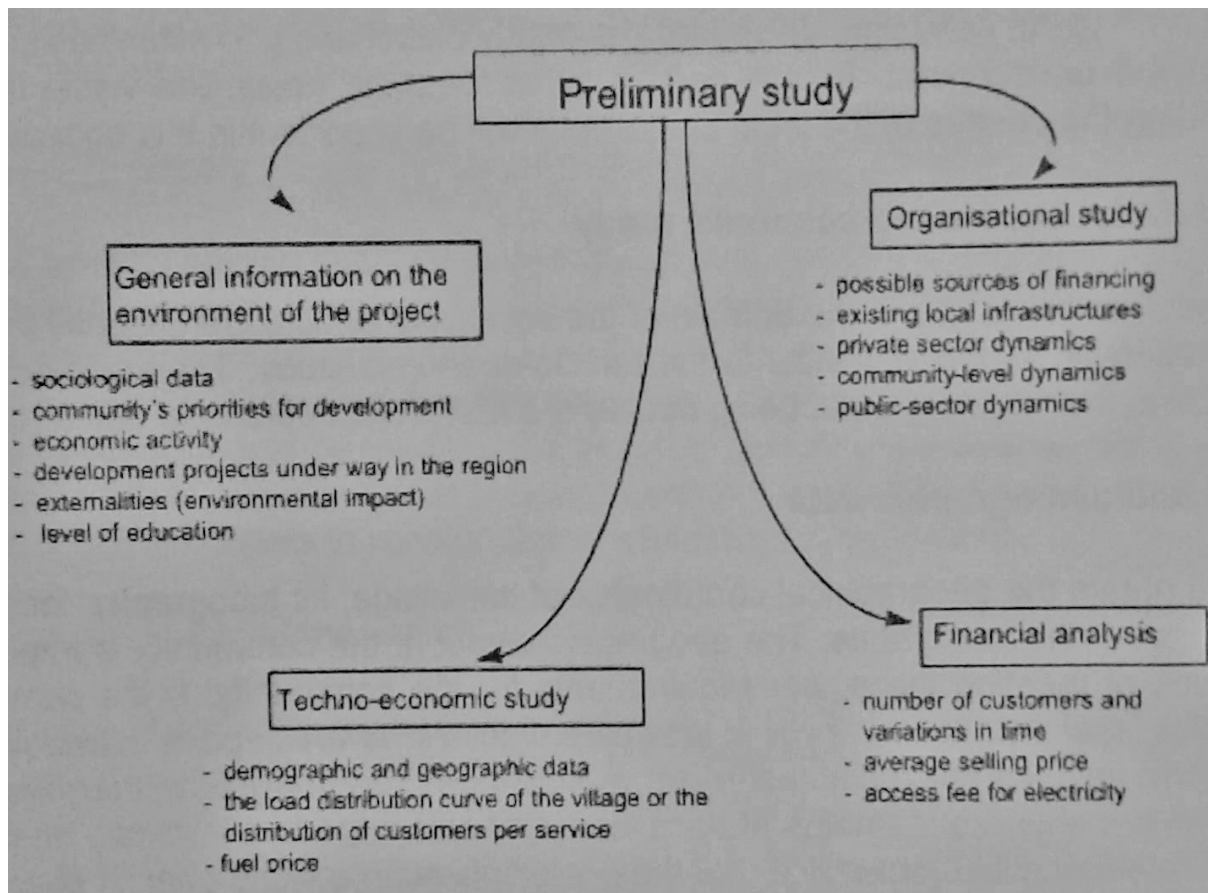 Preliminary study
General information on the
environment of the project
- sociological data
- community's priorities for development
- economic activity
- development projects under way in the region
- externalities (environmental impact)
- level of education
Organisational study
- possible sources of financing
- existing local infrastructures
- private sector dynamics
- community-level dynamics
- public-sector dynamics
Techno-economic study
- demographic and geographic data
- the load distribution curve of the village or the
distribution of customers per service
- fuel price
Financial analysis
- number of customers and
variations in time
- average selling price
- access fee for electricity